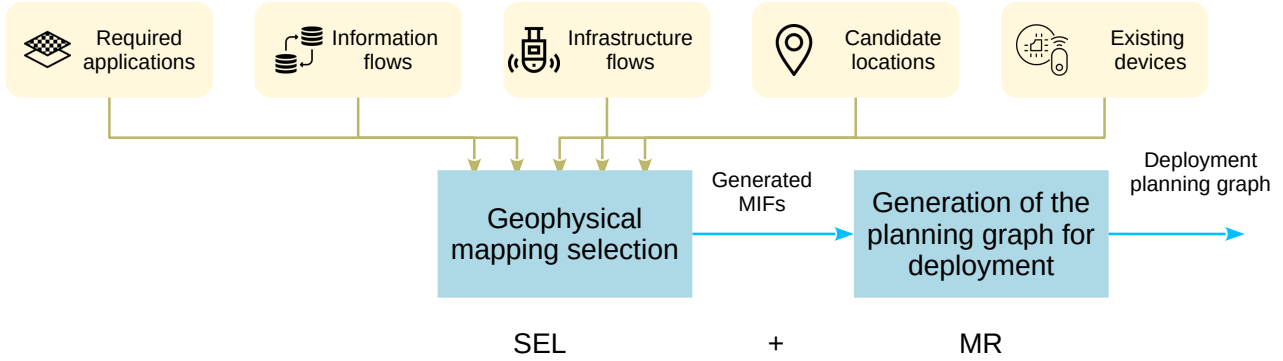 Required
applications
Information
flows
Infrastructure
flows
Candidate
locations
Existing
devices
Geophysical
mapping selection
Generated
MIFs
Generation of the
planning graph for
deployment
Deployment
planning graph
SEL + MR